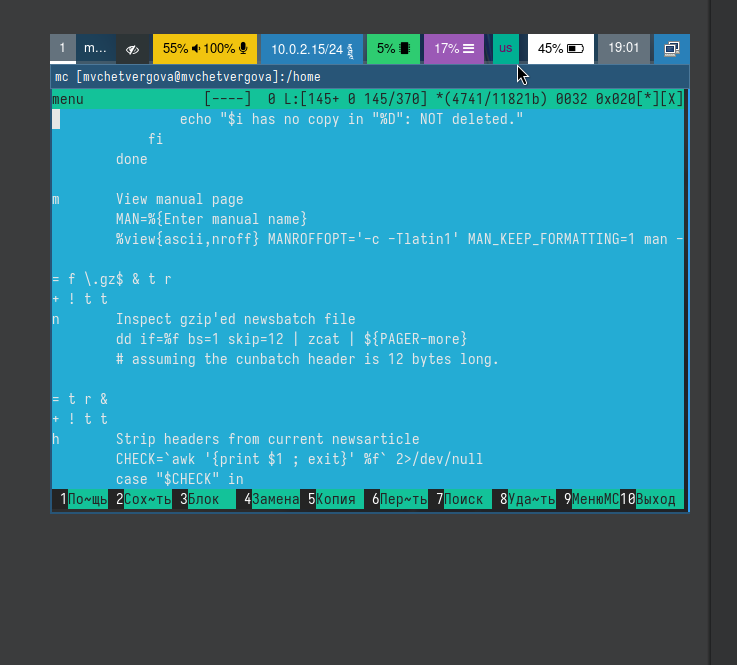 1 m... 55% 100% 10.0.2.15/24 5% 17% us 45% 19:01
mc [mvchetvergova@mvchetvergova]:/home
menu [----] 0 L:[145+ 0 145/370] *(4741/11821b) 0032 0x020[*][X]
echo "$i has no copy in "%D": NOT deleted."
fi
done
m View manual page
MAN=%{Enter manual name}
%view{ascii,nroff} MANROFFOPT='-c -Tlatin1' MAN_KEEP_FORMATTING=1 man -
= f \.gz$ & t r
+ ! t t
n Inspect gzip'ed newsbatch file
dd if=%f bs=1 skip=12 | zcat | ${PAGER-more}
# assuming the cunbatch header is 12 bytes long.
= t r &
+ ! t t
h Strip headers from current newsarticle
CHECK=`awk '{print $1 ; exit}' %f` 2>/dev/null
case "$CHECK" in
1По~щь 2Сох~ть 3Блок 4Замена 5Копия 6Пер~ть 7Поиск 8Уда~ть 9МенюМС 10Выход